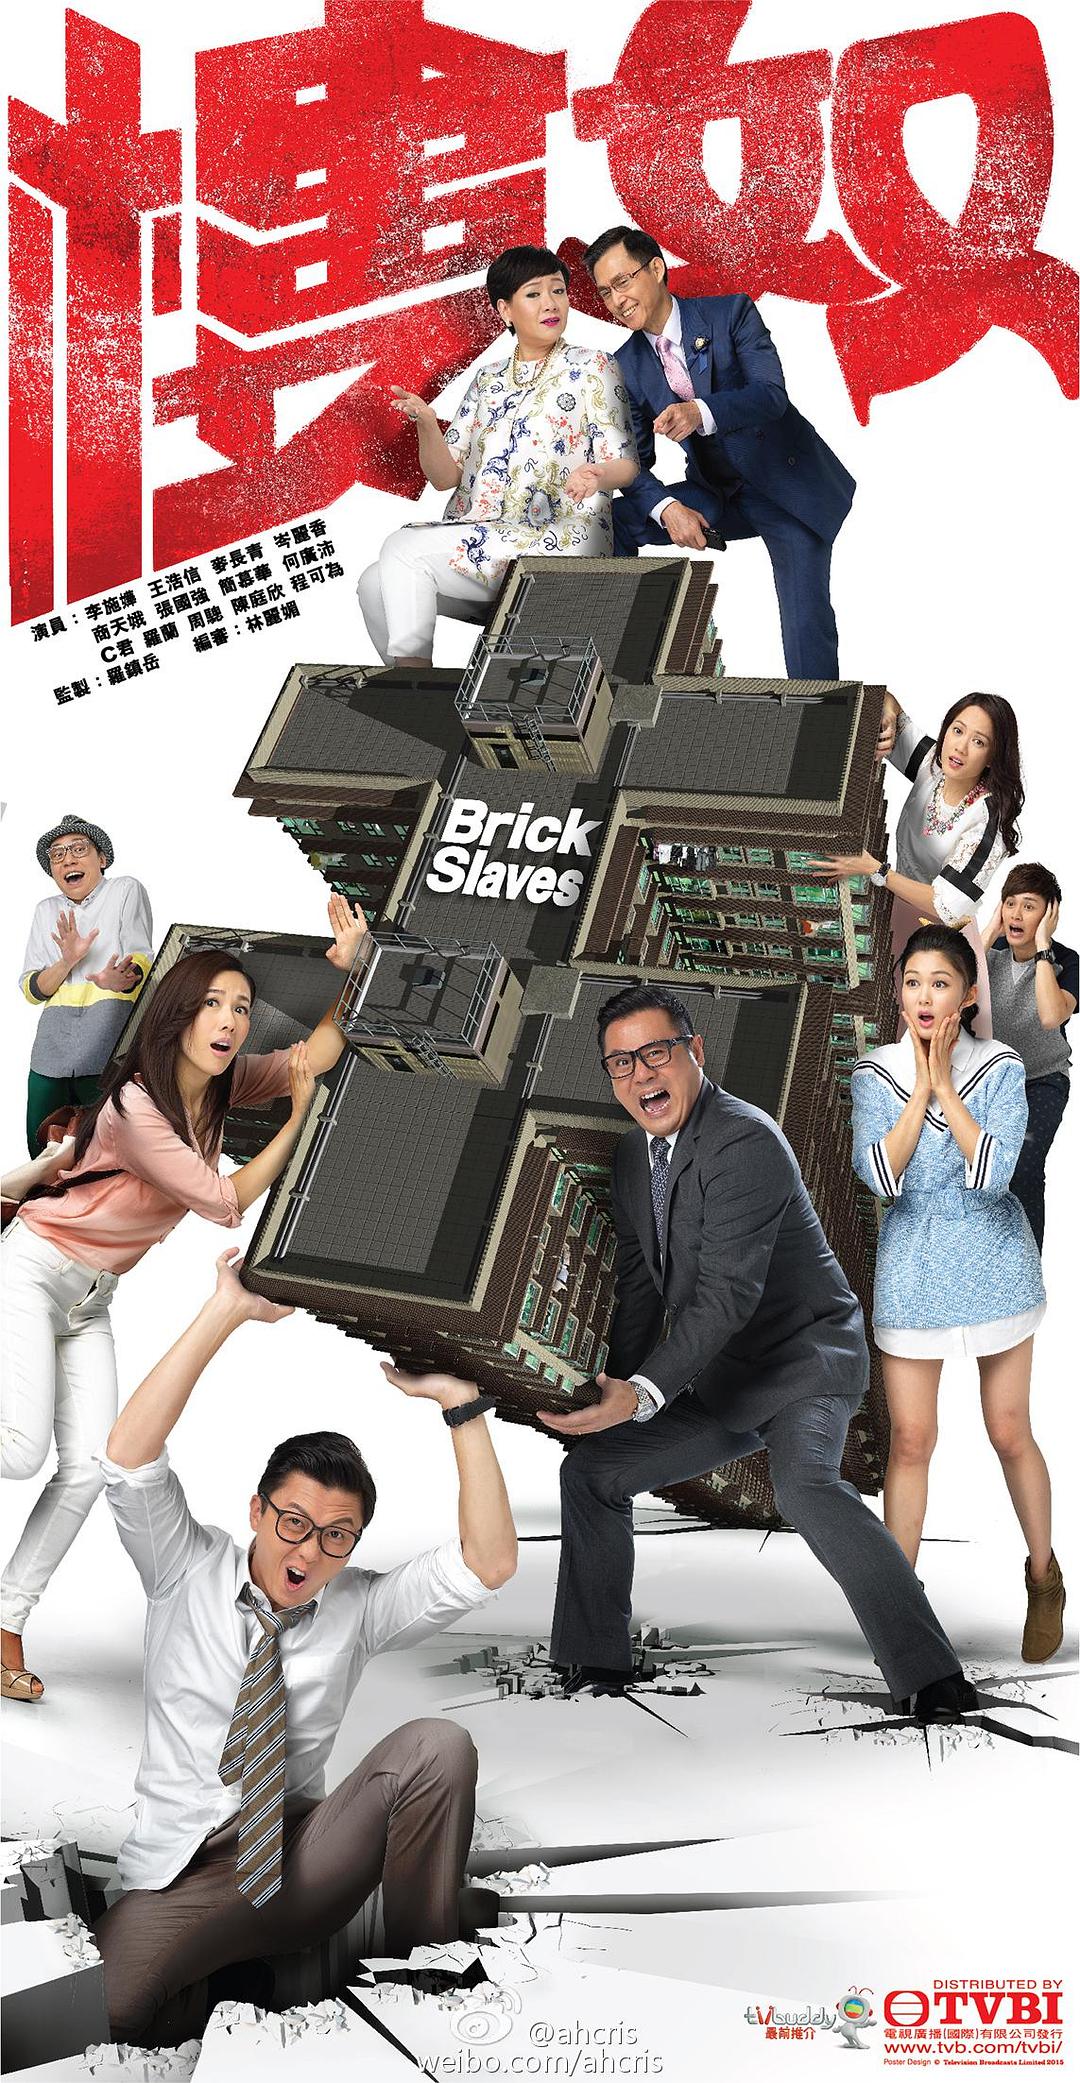 樓奴
演員：李施嬅 王浩信 麥長青 岑麗香
商天娥 張國強 簡慕華 何廣沛
C君 羅蘭 周聰 陳庭欣 程可為
監製：羅鎮岳 編審：林麗媚
Brick
Slaves
tvbuddy
最前推介
DISTRIBUTED BY
TVBI
電視廣播(國際)有限公司發行
www.tvb.com/tvbi/
Poster Design © Television Broadcasts Limited 2015
@ahcris
weibo.com/ahcris